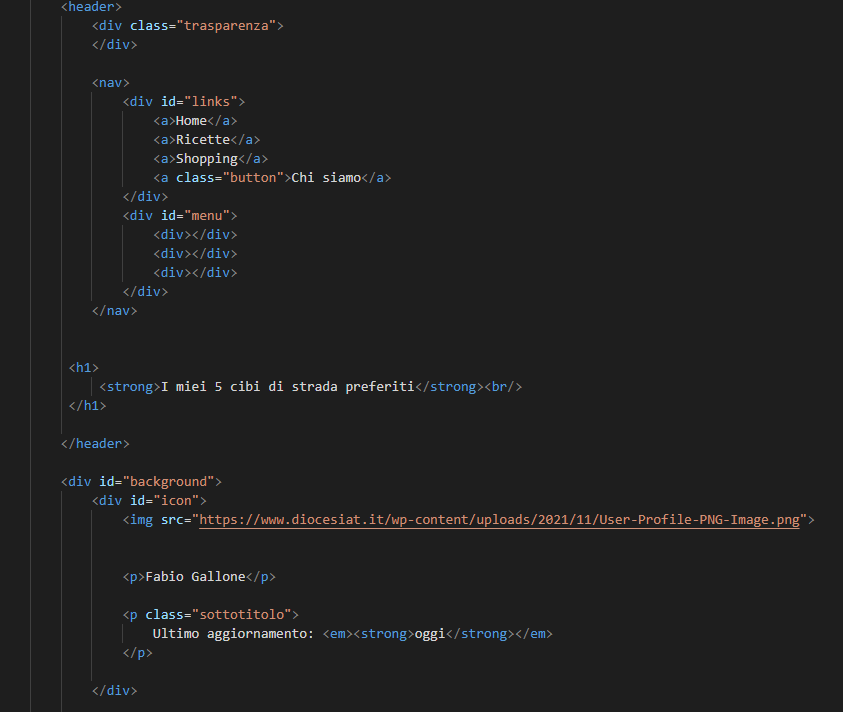 <header>
<div class="trasparenza">
</div>
<nav>
<div id="links">
<a>Home</a>
<a>Ricette</a>
<a>Shopping</a>
<a class="button">Chi siamo</a>
</div>
<div id="menu">
<div></div>
<div></div>
<div></div>
</div>
</nav>
<h1>
<strong>I miei 5 cibi di strada preferiti</strong><br/>
</h1>
</header>
<div id="background">
<div id="icon">
<img src="https://www.diocesiat.it/wp-content/uploads/2021/11/User-Profile-PNG-Image.png">
<p>Fabio Gallone</p>
<p class="sottotitolo">
Ultimo aggiornamento: <em><strong>oggi</strong></em>
</p>
</div>